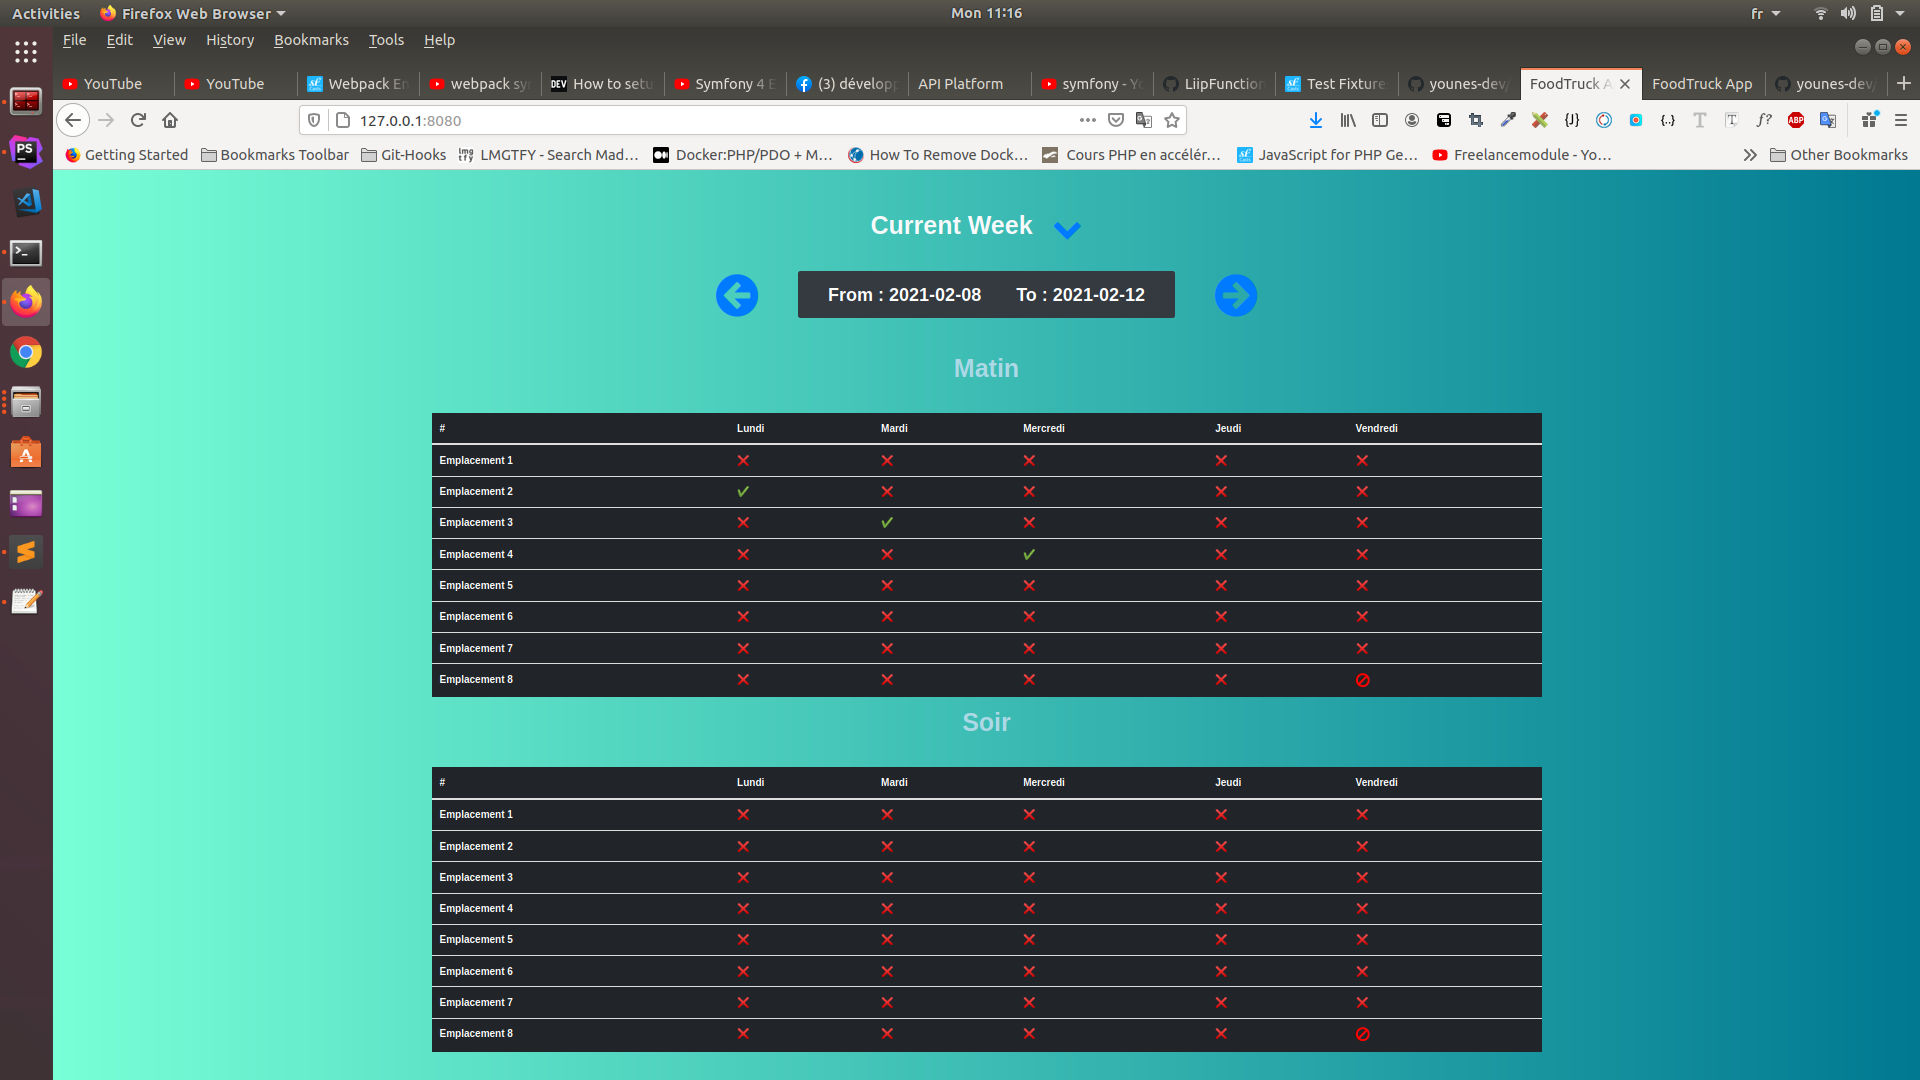 Activities Firefox Web Browser Mon 11:16 fr
File Edit View History Bookmarks Tools Help
YouTube YouTube Webpack En webpack sy DEV How to setu Symfony 4 E (3) dévelop API Platform symfony - Yo LiipFunction Test Fixture younes-dev/ FoodTruck A FoodTruck App younes-dev/
127.0.0.1:8080
Getting Started Bookmarks Toolbar Git-Hooks LMGTFY - Search Mad… Docker:PHP/PDO + M… How To Remove Dock… Cours PHP en accélér… JavaScript for PHP Ge… Freelancemodule - Yo… Other Bookmarks
Current Week
From : 2021-02-08 To : 2021-02-12
Matin
# Lundi Mardi Mercredi Jeudi Vendredi
Emplacement 1 ❌ ❌ ❌ ❌ ❌
Emplacement 2 ✔ ❌ ❌ ❌ ❌
Emplacement 3 ❌ ✔ ❌ ❌ ❌
Emplacement 4 ❌ ❌ ✔ ❌ ❌
Emplacement 5 ❌ ❌ ❌ ❌ ❌
Emplacement 6 ❌ ❌ ❌ ❌ ❌
Emplacement 7 ❌ ❌ ❌ ❌ ❌
Emplacement 8 ❌ ❌ ❌ ❌
Soir
# Lundi Mardi Mercredi Jeudi Vendredi
Emplacement 1 ❌ ❌ ❌ ❌ ❌
Emplacement 2 ❌ ❌ ❌ ❌ ❌
Emplacement 3 ❌ ❌ ❌ ❌ ❌
Emplacement 4 ❌ ❌ ❌ ❌ ❌
Emplacement 5 ❌ ❌ ❌ ❌ ❌
Emplacement 6 ❌ ❌ ❌ ❌ ❌
Emplacement 7 ❌ ❌ ❌ ❌ ❌
Emplacement 8 ❌ ❌ ❌ ❌